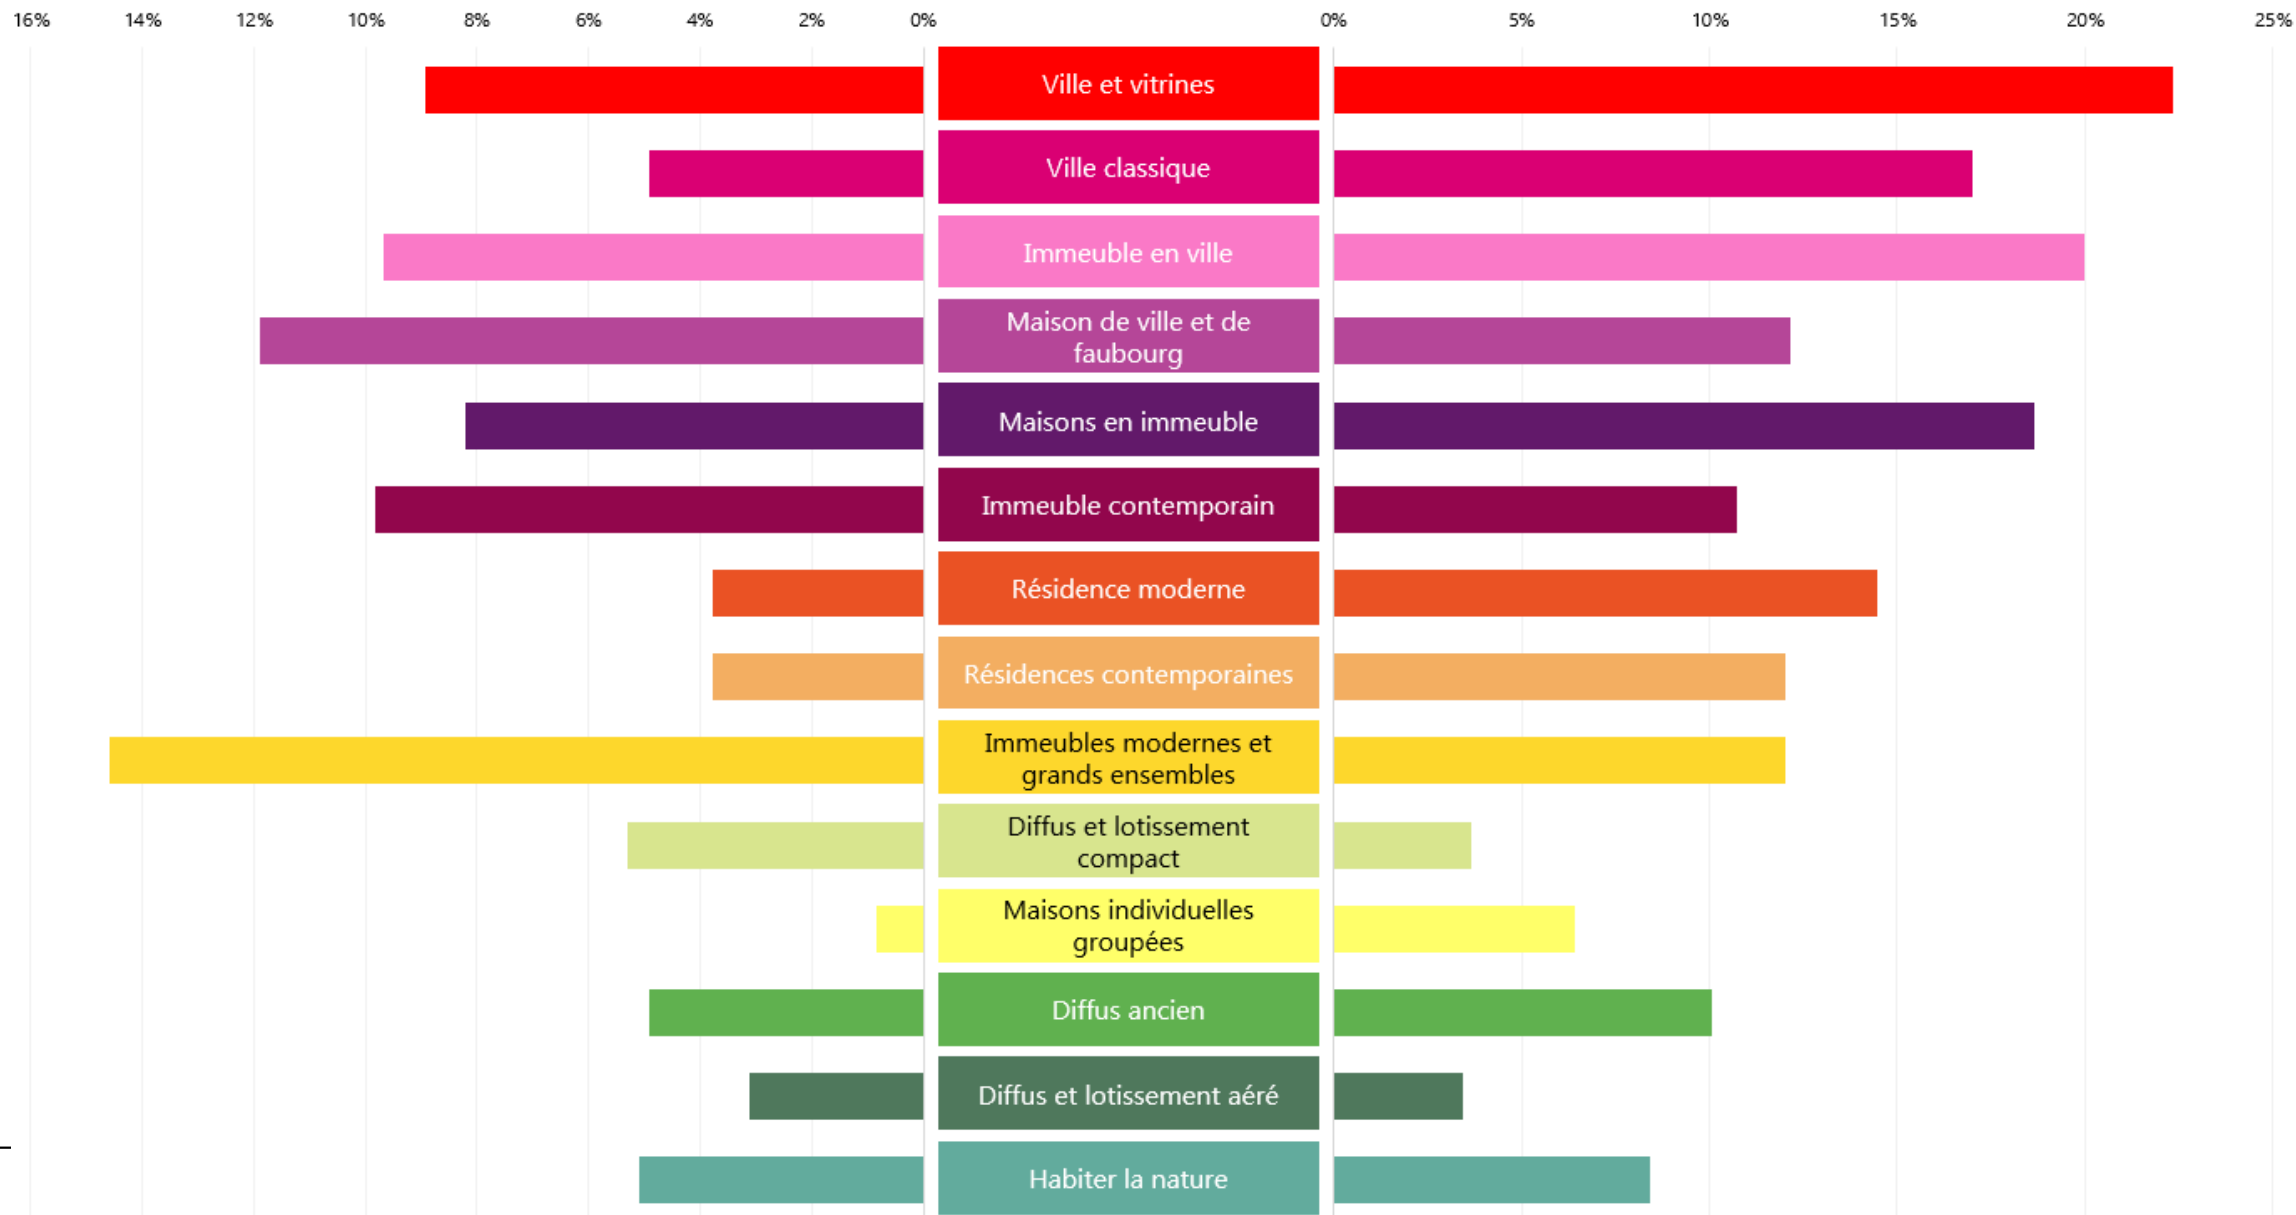 16% 14% 12% 10% 8% 6% 4% 2% 0% 0% 5% 10% 15% 20% 25%
Ville et vitrines
Ville classique
Immeuble en ville
Maison de ville et de
faubourg
Maisons en immeuble
Immeuble contemporain
Résidence moderne
Résidences contemporaines
Immeubles modernes et
grands ensembles
Diffus et lotissement
compact
Maisons individuelles
groupées
Diffus ancien
Diffus et lotissement aéré
Habiter la nature